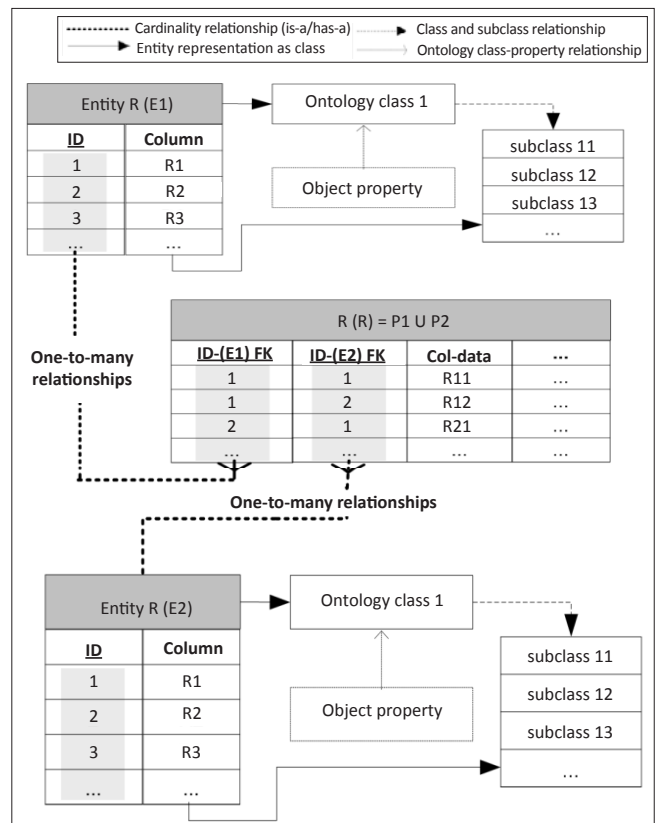 Cardinality relationship (is-a/has-a)
Class and subclass relationship
Entity representation as class
Ontology class-property relationship
Entity R (E1)
Ontology class 1
ID Column
1 R1
2 R2
3 R3
... ...
Object property
subclass 11
subclass 12
subclass 13
...
One-to-many
relationships
R (R) = P1 U P2
ID-(E1) FK ID-(E2) FK Col-data ...
1 1 R11 ...
1 2 R12 ...
2 1 R21 ...
... ... ... ...
One-to-many relationships
Entity R (E2)
Ontology class 1
ID Column
1 R1
2 R2
3 R3
... ...
Object property
subclass 11
subclass 12
subclass 13
...